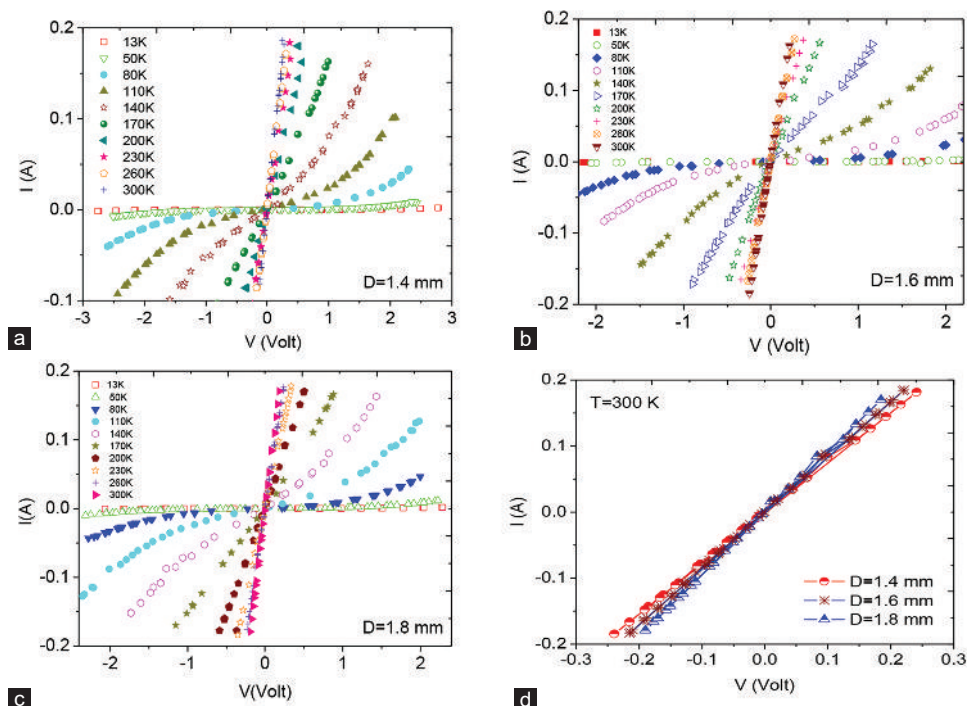 0.2
0.1
0.0
-0.1
I (A)
13K
50K
80K
110K
140K
170K
200K
230K
260K
300K
D=1.4 mm
-3 -2 -1 0 1 2 3
V (Volt)
a
0.2
0.1
0.0
-0.1
-0.2
I (A)
13K
50K
80K
110K
140K
170K
200K
230K
260K
300K
D=1.6 mm
-2 -1 0 1 2
V (Volt)
b
0.2
0.1
0.0
-0.1
0.2
I(A)
13K
50K
80K
110K
140K
170K
200K
230K
260K
300K
D=1.8 mm
-2 -1 0 1 2
V(Volt)
c
0.2
0.1
0.0
-0.1
-0.2
I (A)
T=300 K
D=1.4 mm
D=1.6 mm
D=1.8 mm
-0.3 -0.2 -0.1 0.0 0.1 0.2 0.3
V (Volt)
d